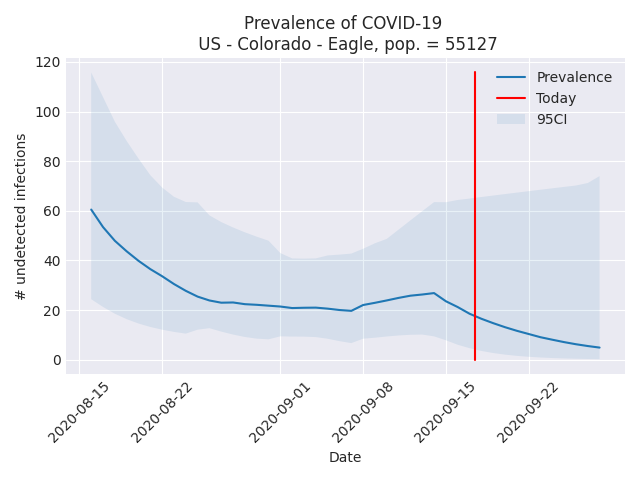 Prevalence of COVID-19
US - Colorado - Eagle, pop. = 55127
# undetected infections
120
100
80
60
40
20
0
Prevalence
Today
95CI
2020-08-15
2020-08-22
2020-09-01
2020-09-08
2020-09-15
2020-09-22
Date